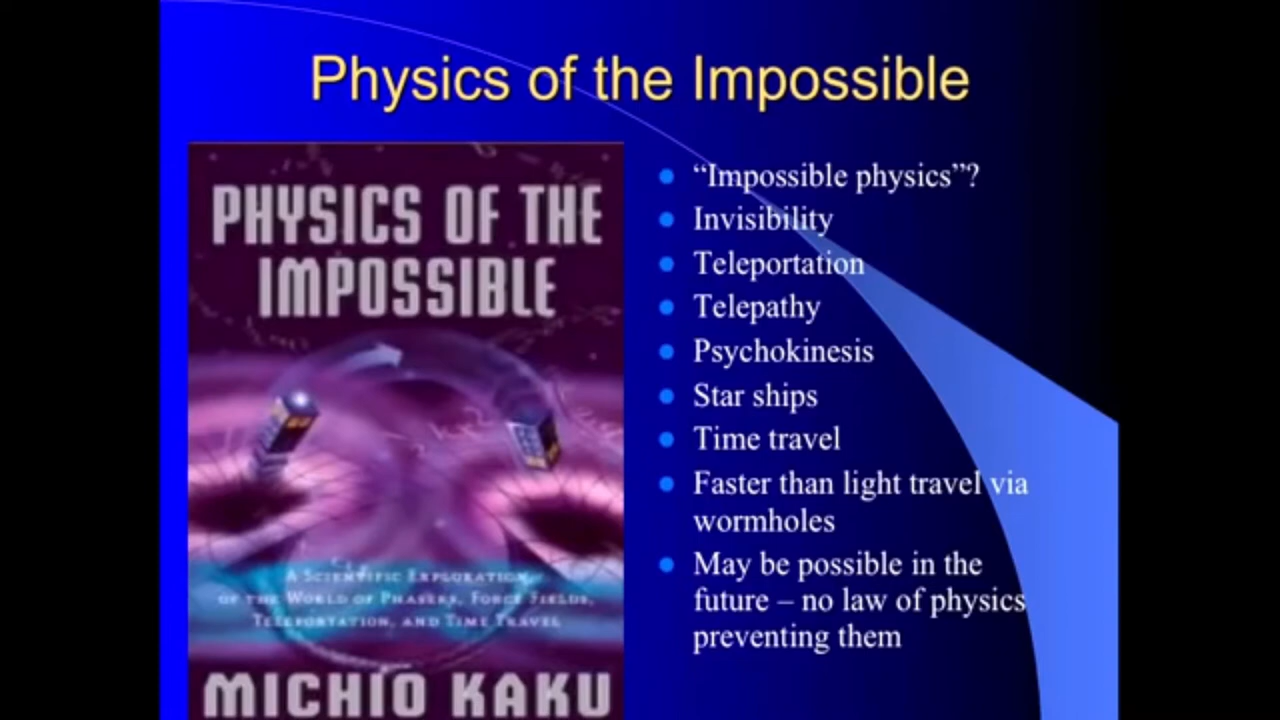 Physics of the Impossible
PHYSICS OF THE
IMPOSSIBLE
A SCIENTIFIC EXPLORATION
OF THE WORLD OF PHASERS, FORCE FIELDS,
TELEPORTATION, AND TIME TRAVEL
MICHIO KAKU
“Impossible physics”?
Invisibility
Teleportation
Telepathy
Psychokinesis
Star ships
Time travel
Faster than light travel via
wormholes
May be possible in the
future – no law of physics
preventing them